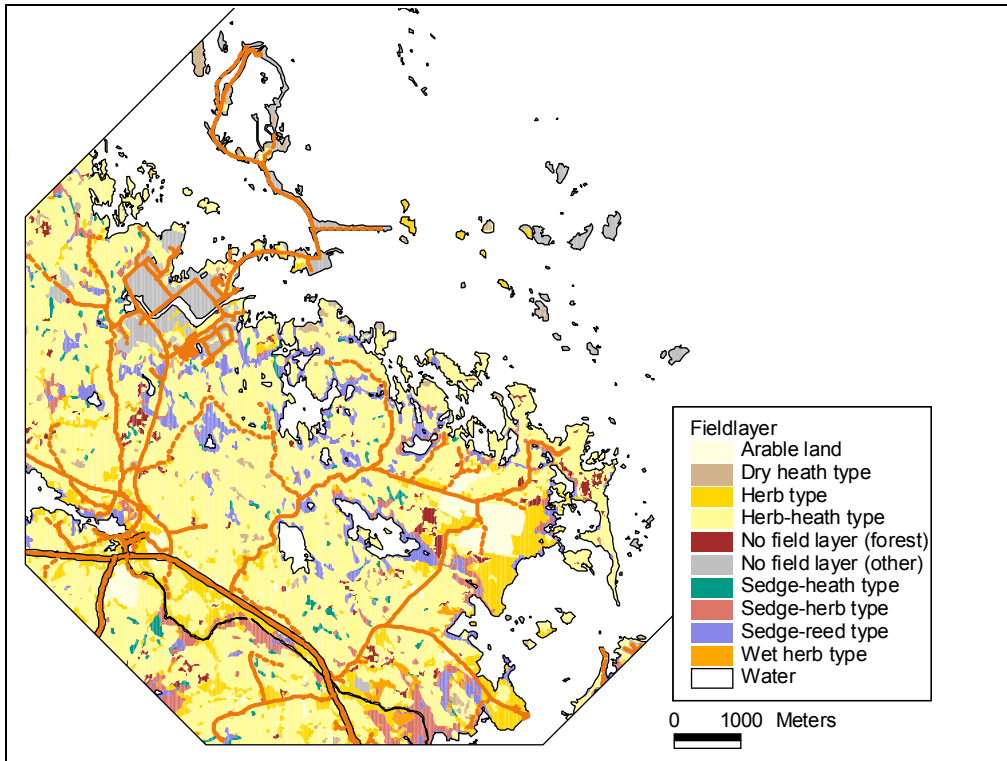 Fieldlayer
Arable land
Dry heath type
Herb type
Herb-heath type
No field layer (forest)
No field layer (other)
Sedge-heath type
Sedge-herb type
Sedge-reed type
Wet herb type
Water
0 1000 Meters